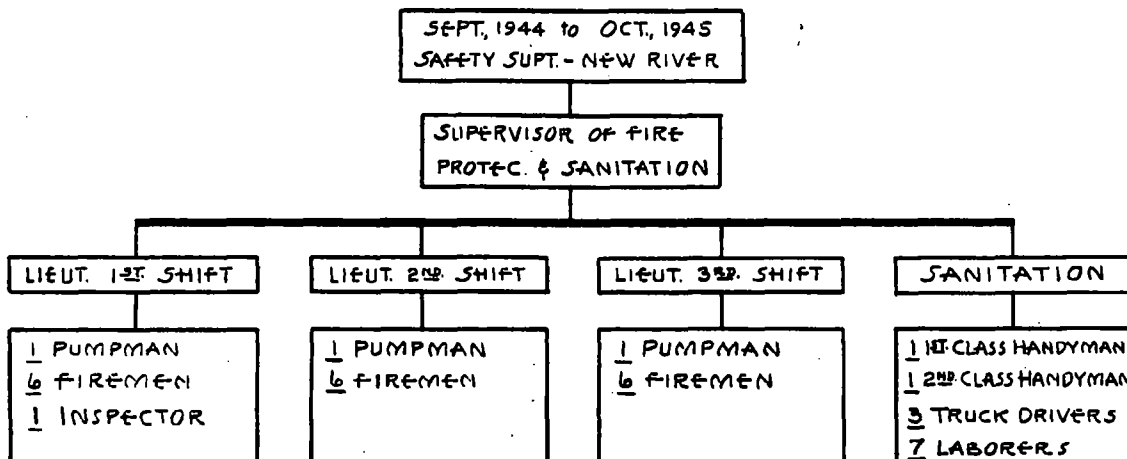 SEPT., 1944 to OCT., 1945
SAFETY SUPT. - NEW RIVER
SUPERVISOR OF FIRE
PROTEC. & SANITATION
LIEUT. 1ST. SHIFT
1 PUMPMAN
6 FIREMEN
1 INSPECTOR
LIEUT. 2ND. SHIFT
1 PUMPMAN
6 FIREMEN
LIEUT. 3RD. SHIFT
1 PUMPMAN
6 FIREMEN
SANITATION
1 1ST. CLASS HANDYMAN
1 2ND. CLASS HANDYMAN
3 TRUCK DRIVERS
7 LABORERS